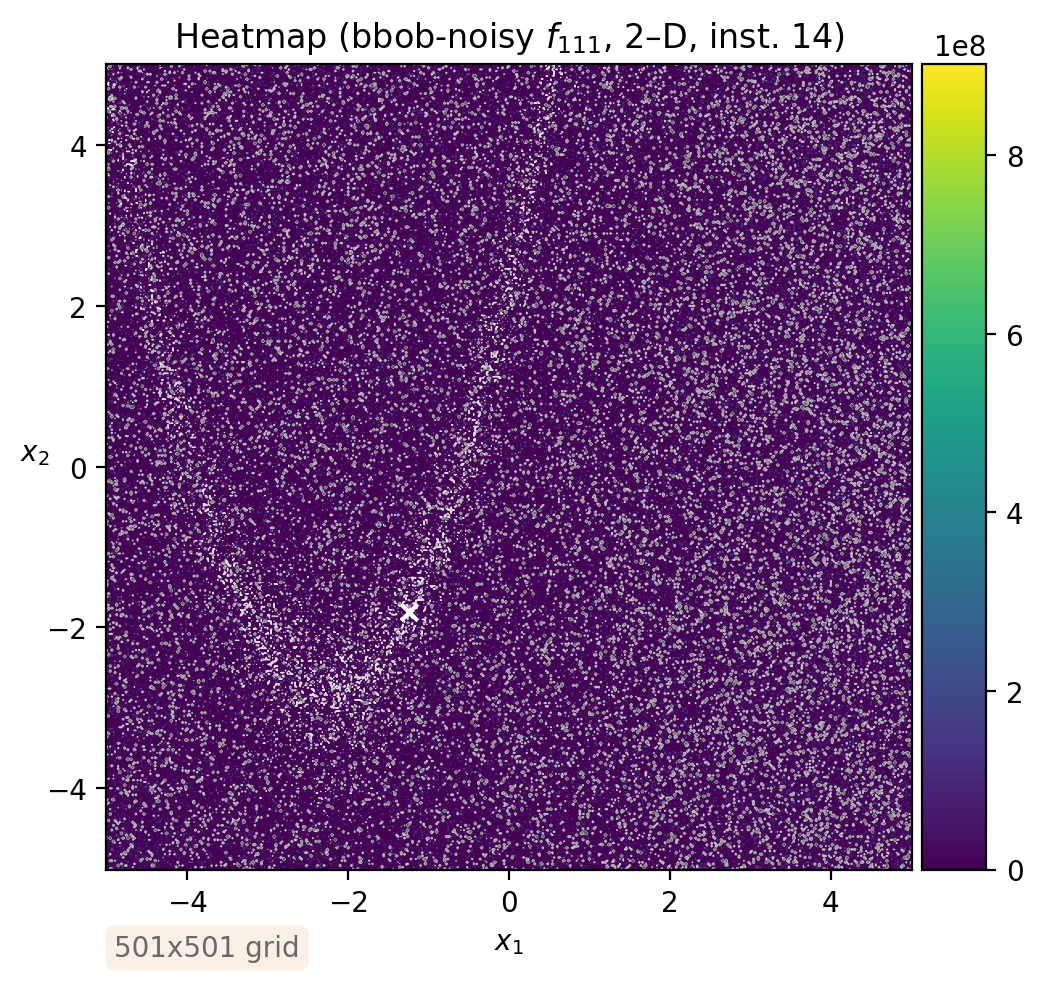 Heatmap (bbob-noisy f₁₁₁, 2–D, inst. 14)
1e8
8
6
4
2
0
4
2
0
−2
−4
x₂
−4 −2 0 2 4
x₁
501x501 grid